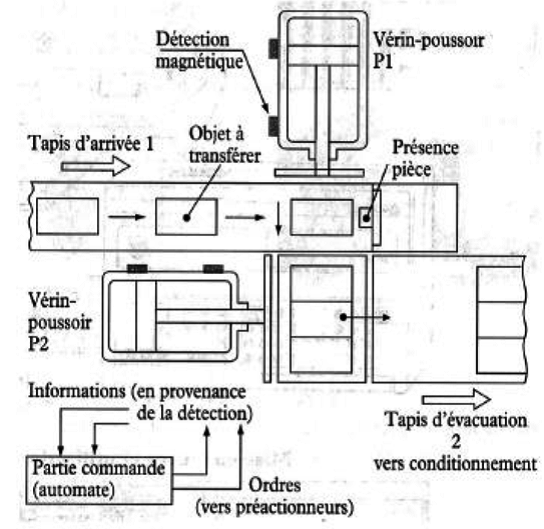 Détection
magnétique
Vérin-poussoir
P1
Tapis d'arrivée 1
Objet à
transférer
Présence
pièce
Vérin-
poussoir
P2
Informations (en provenance
de la détection)
Partie commande
(automate)
Ordres
(vers préactionneurs)
Tapis d'évacuation
2
vers conditionnement